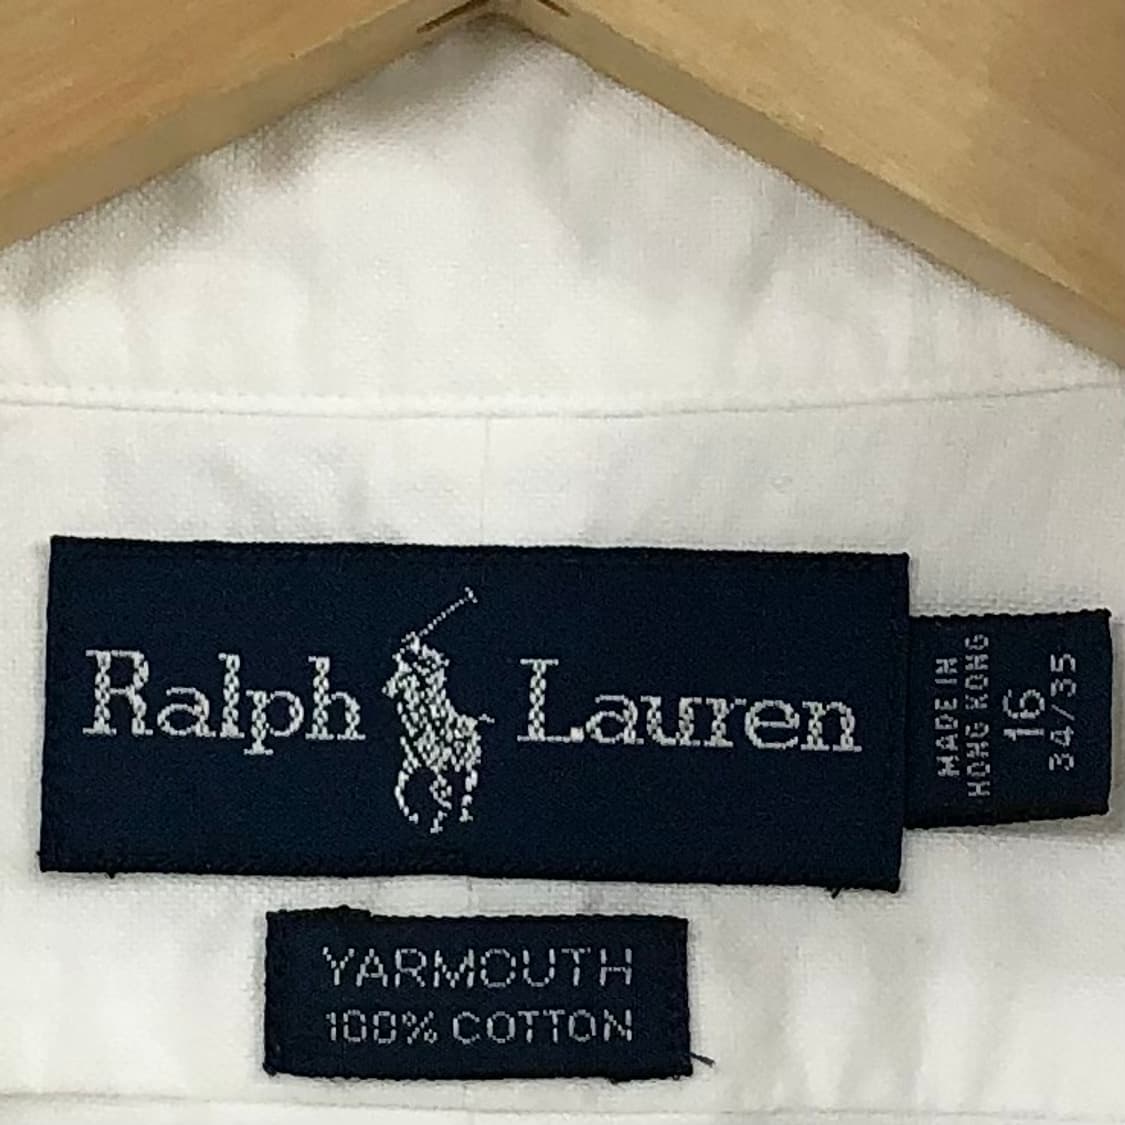 Ralph Lauren
MADE IN
HONG KONG
16
34/35
YARMOUTH
100% COTTON